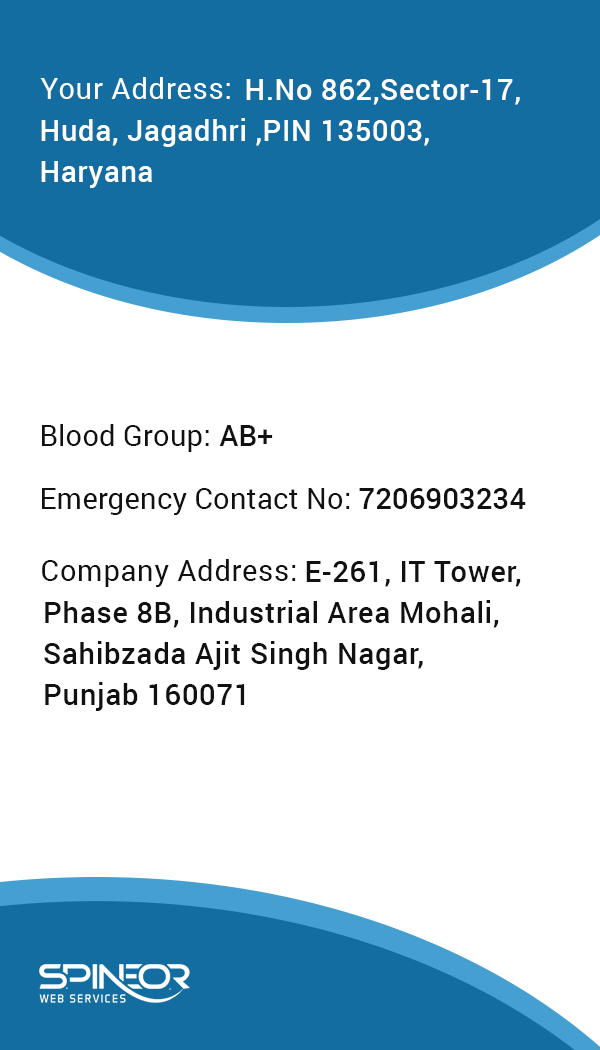 Your Address: H.No 862,Sector-17,
Huda, Jagadhri ,PIN 135003,
Haryana
Blood Group: AB+
Emergency Contact No: 7206903234
Company Address: E-261, IT Tower,
Phase 8B, Industrial Area Mohali,
Sahibzada Ajit Singh Nagar,
Punjab 160071
SPINEOR
WEB SERVICES